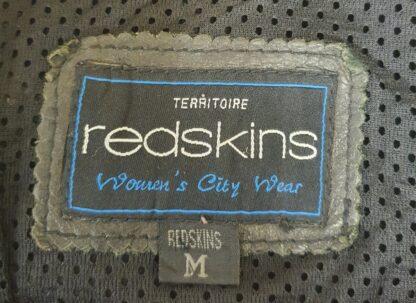 TERRITOIRE
redskins
Women's City Wear
REDSKINS
M